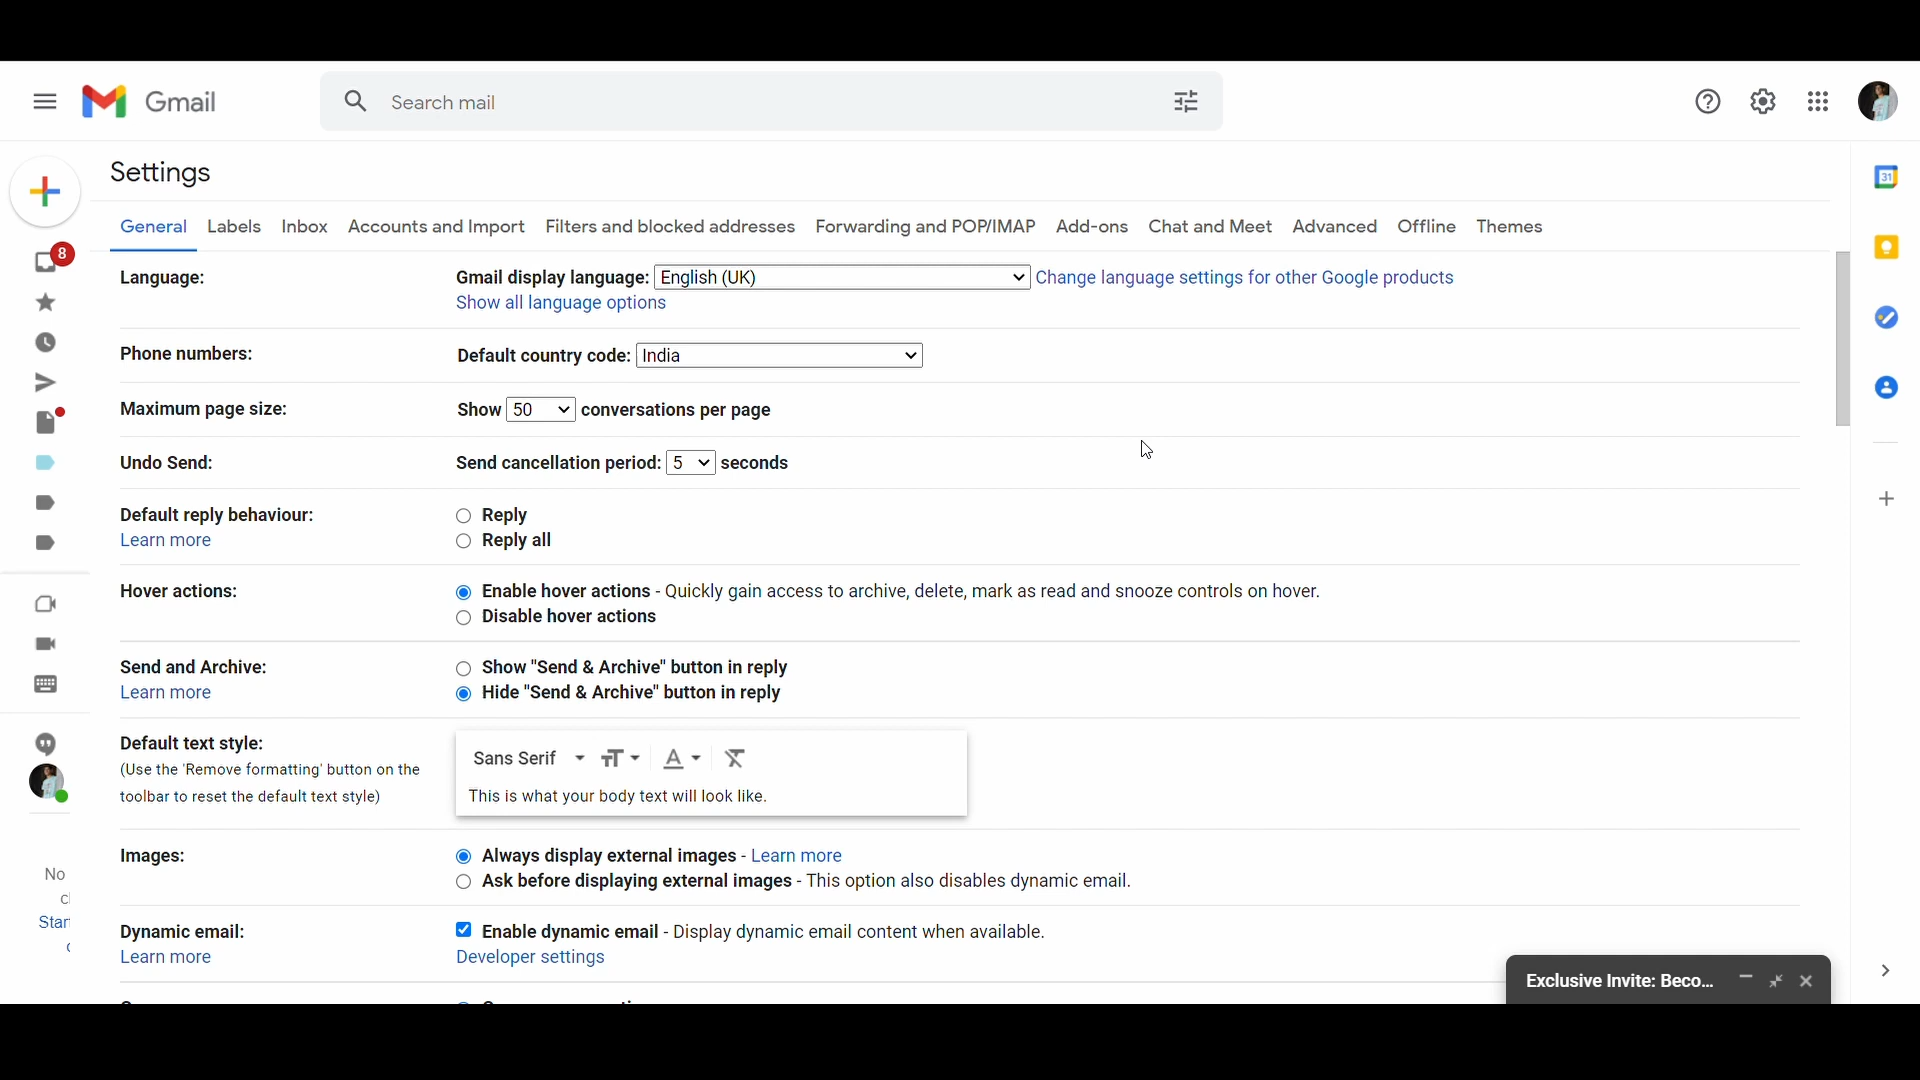 Gmail
Search mail
Settings
General Labels Inbox Accounts and Import Filters and blocked addresses Forwarding and POP/IMAP Add-ons Chat and Meet Advanced Offline Themes
8
31
Language:
Gmail display language: English (UK) Change language settings for other Google products
Show all language options
Phone numbers:
Default country code: India
Maximum page size:
Show 50 conversations per page
Undo Send:
Send cancellation period: 5 seconds
Default reply behaviour:
Learn more
Reply
Reply all
Hover actions:
Enable hover actions - Quickly gain access to archive, delete, mark as read and snooze controls on hover.
Disable hover actions
Send and Archive:
Learn more
Show "Send & Archive" button in reply
Hide "Send & Archive" button in reply
Default text style:
(Use the 'Remove formatting' button on the
toolbar to reset the default text style)
Sans Serif
This is what your body text will look like.
Images:
Always display external images - Learn more
Ask before displaying external images - This option also disables dynamic email.
No
Dynamic email:
Learn more
Enable dynamic email - Display dynamic email content when available.
Developer settings
Exclusive Invite: Beco...